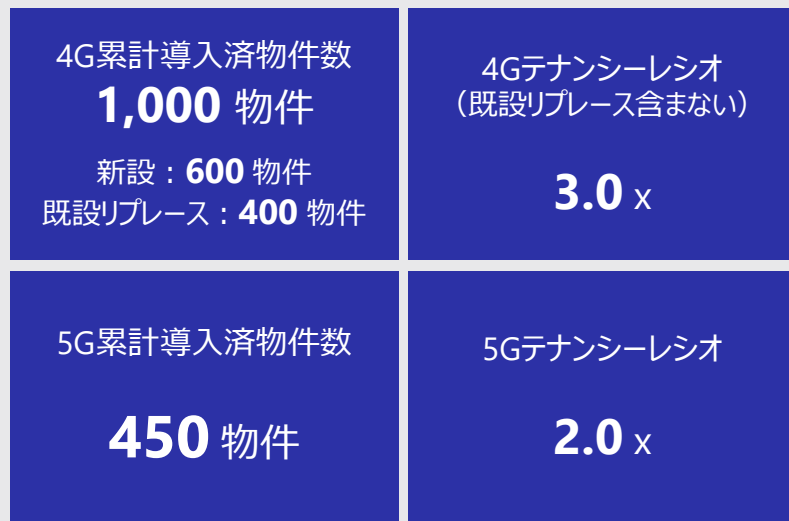 4G累計導入済物件数
1,000 物件
新設：600 物件
既設リプレース：400 物件
4Gテナンシーレシオ
（既設リプレース含まない）
3.0 x
5G累計導入済物件数
450 物件
5Gテナンシーレシオ
2.0 x